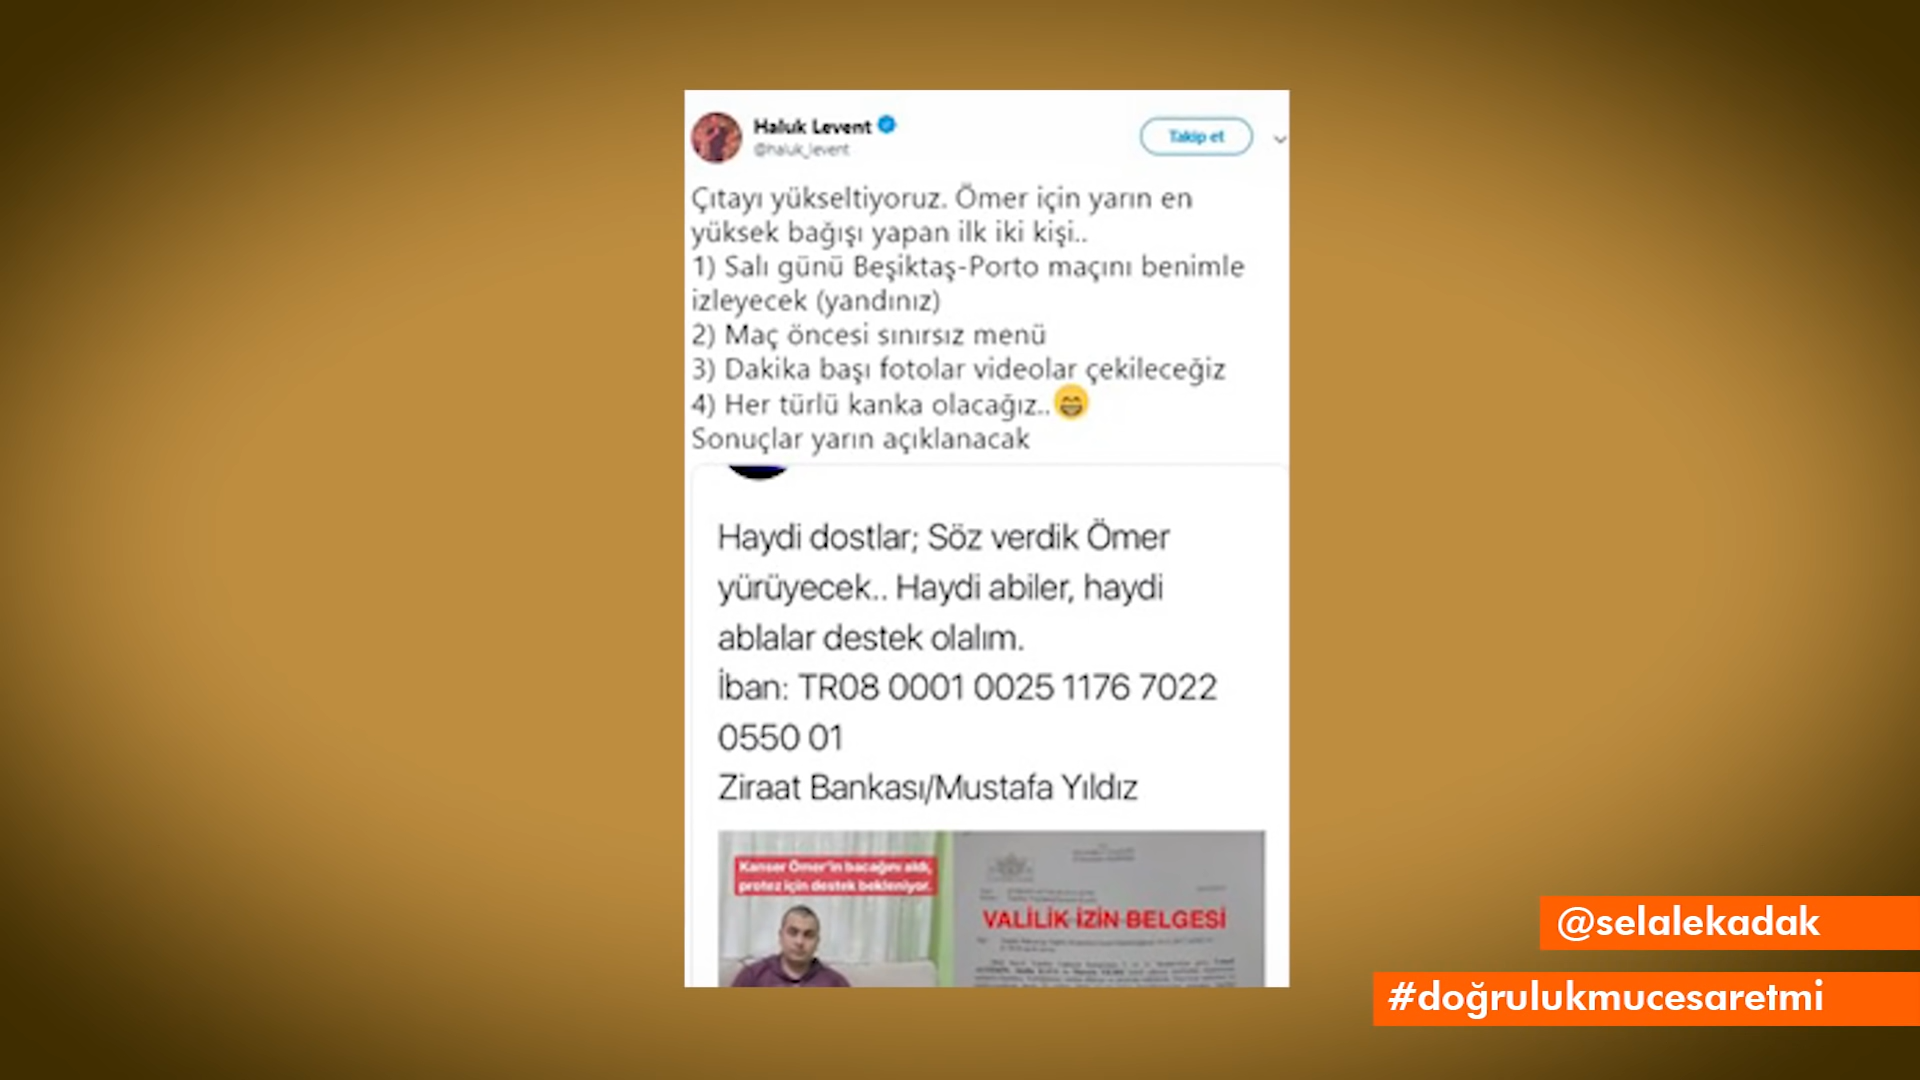 Haluk Levent
@haluk_levent
Takip et
Çıtayı yükseltiyoruz. Ömer için yarın en
yüksek bağışı yapan ilk iki kişi..
1) Salı günü Beşiktaş-Porto maçını benimle
izleyecek (yandınız)
2) Maç öncesi sınırsız menü
3) Dakika başı fotolar videolar çekileceğiz
4) Her türlü kanka olacağız..😄
Sonuçlar yarın açıklanacak
Haydi dostlar; Söz verdik Ömer
yürüyecek.. Haydi abiler, haydi
ablalar destek olalım.
İban: TR08 0001 0025 1176 7022
0550 01
Ziraat Bankası/Mustafa Yıldız
Kanser Ömer'in bacağını aldı,
protez için destek bekleniyor.
VALİLİK İZİN BELGESİ
@selalekadak
#doğrulukmucesaretmi